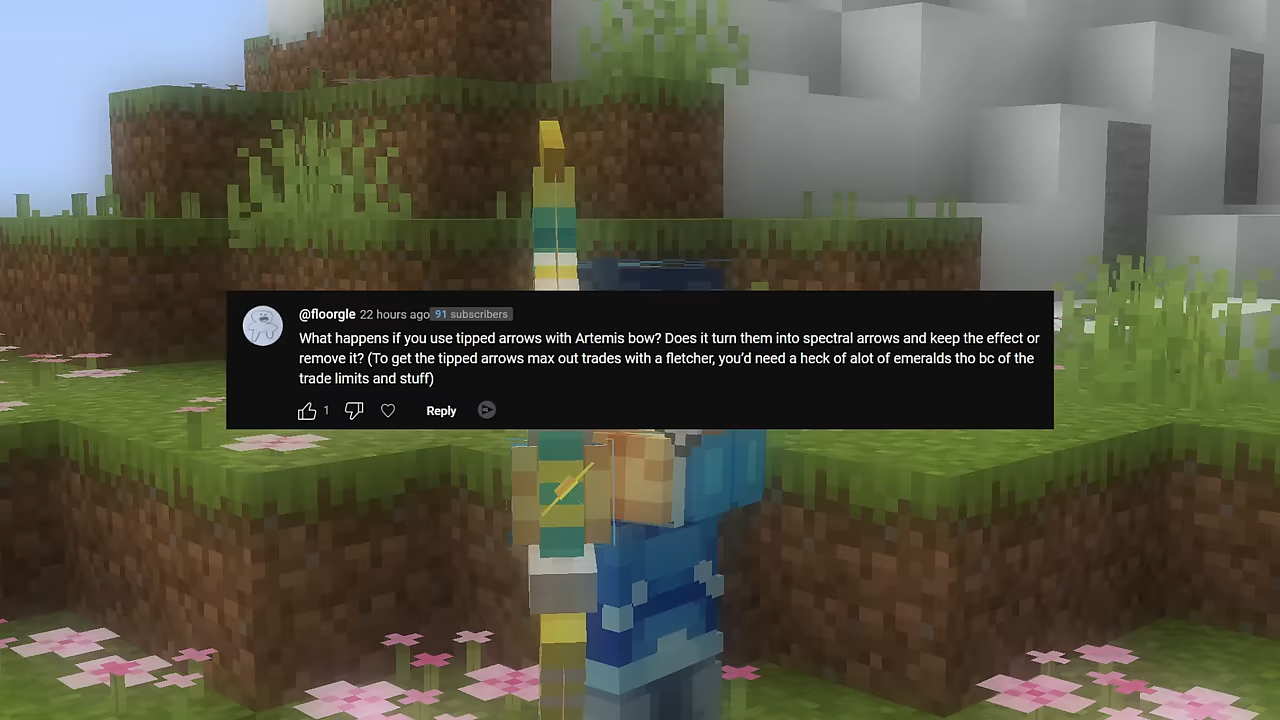 @floorgle 22 hours ago 91 subscribers
What happens if you use tipped arrows with Artemis bow? Does it turn them into spectral arrows and keep the effect or
remove it? (To get the tipped arrows max out trades with a fletcher, you'd need a heck of alot of emeralds tho bc of the
trade limits and stuff)
1 Reply